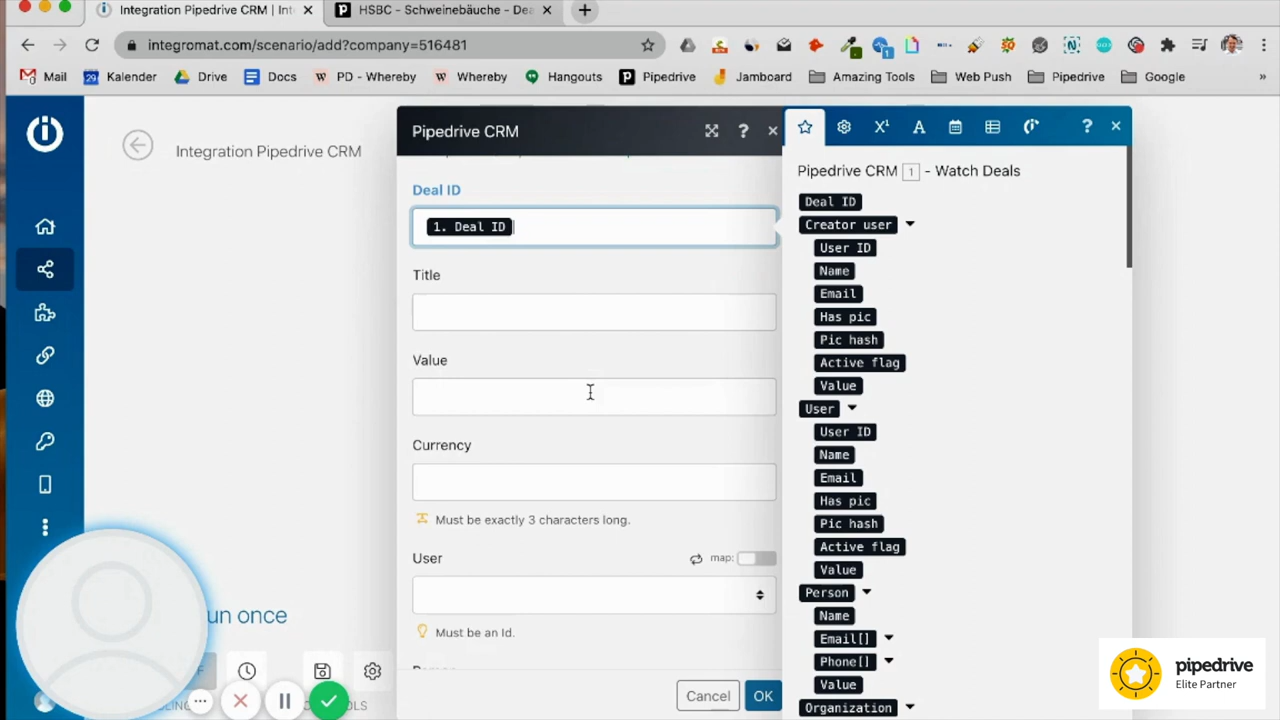 Integration Pipedrive CRM | Int
HSBC - Schweinebäuche - Dea
integromat.com/scenario/add?company=516481
Mail
Kalender
Drive
Docs
PD - Whereby
Whereby
Hangouts
Pipedrive
Jamboard
Amazing Tools
Web Push
Pipedrive
Google
Integration Pipedrive CRM
Pipedrive CRM
Deal ID
1. Deal ID
Title
Value
Currency
Must be exactly 3 characters long.
User
map:
Must be an Id.
Cancel
OK
Pipedrive CRM 1 - Watch Deals
Deal ID
Creator user
User ID
Name
Email
Has pic
Pic hash
Active flag
Value
User
User ID
Name
Email
Has pic
Pic hash
Active flag
Value
Person
Name
Email[]
Phone[]
Value
Organization
un once
pipedrive
Elite Partner